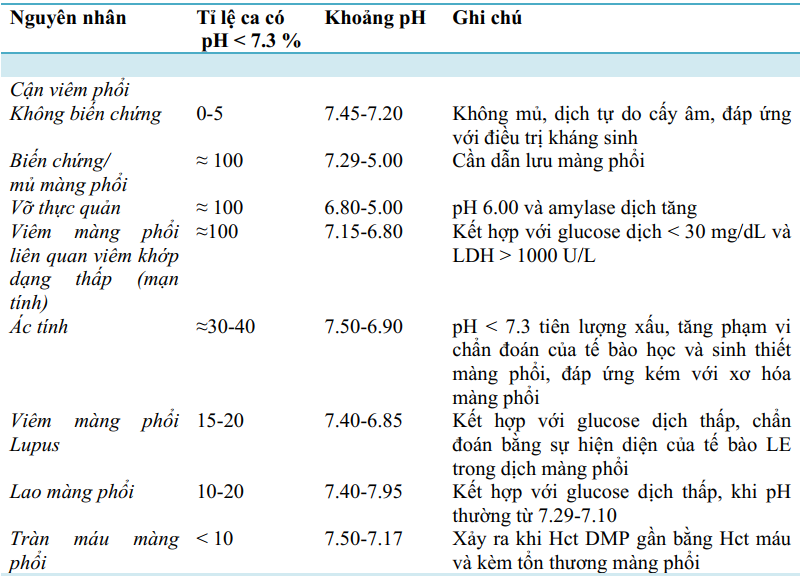 Nguyên nhân Tỉ lệ ca có Khoảng pH Ghi chú
pH < 7.3 %
Cận viêm phổi
Không biến chứng 0-5 7.45-7.20 Không mủ, dịch tự do cấy âm, đáp ứng
với điều trị kháng sinh
Biến chứng/ ≈ 100 7.29-5.00 Cần dẫn lưu màng phổi
mủ màng phổi
Vỡ thực quản ≈ 100 6.80-5.00 pH 6.00 và amylase dịch tăng
Viêm màng phổi ≈100 7.15-6.80 Kết hợp với glucose dịch < 30 mg/dL và
liên quan viêm khớp LDH > 1000 U/L
dạng thấp (mạn
tính)
Ác tính ≈30-40 7.50-6.90 pH < 7.3 tiên lượng xấu, tăng phạm vi
chẩn đoán của tế bào học và sinh thiết
màng phổi, đáp ứng kém với xơ hóa
màng phổi
Viêm màng phổi 15-20 7.40-6.85 Kết hợp với glucose dịch thấp, chẩn
Lupus đoán bằng sự hiện diện của tế bào LE
trong dịch màng phổi
Lao màng phổi 10-20 7.40-7.95 Kết hợp với glucose dịch thấp, khi pH
thường từ 7.29-7.10
Tràn máu màng < 10 7.50-7.17 Xảy ra khi Hct DMP gần bằng Hct máu
phổi và kèm tổn thương màng phổi